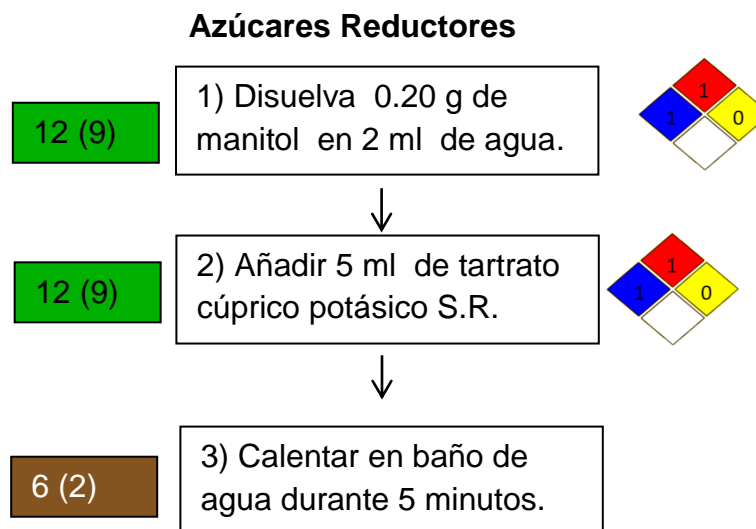 Azúcares Reductores
12 (9)
1) Disuelva 0.20 g de
manitol en 2 ml de agua.
1
1
0
12 (9)
2) Añadir 5 ml de tartrato
cúprico potásico S.R.
1
1
0
6 (2)
3) Calentar en baño de
agua durante 5 minutos.